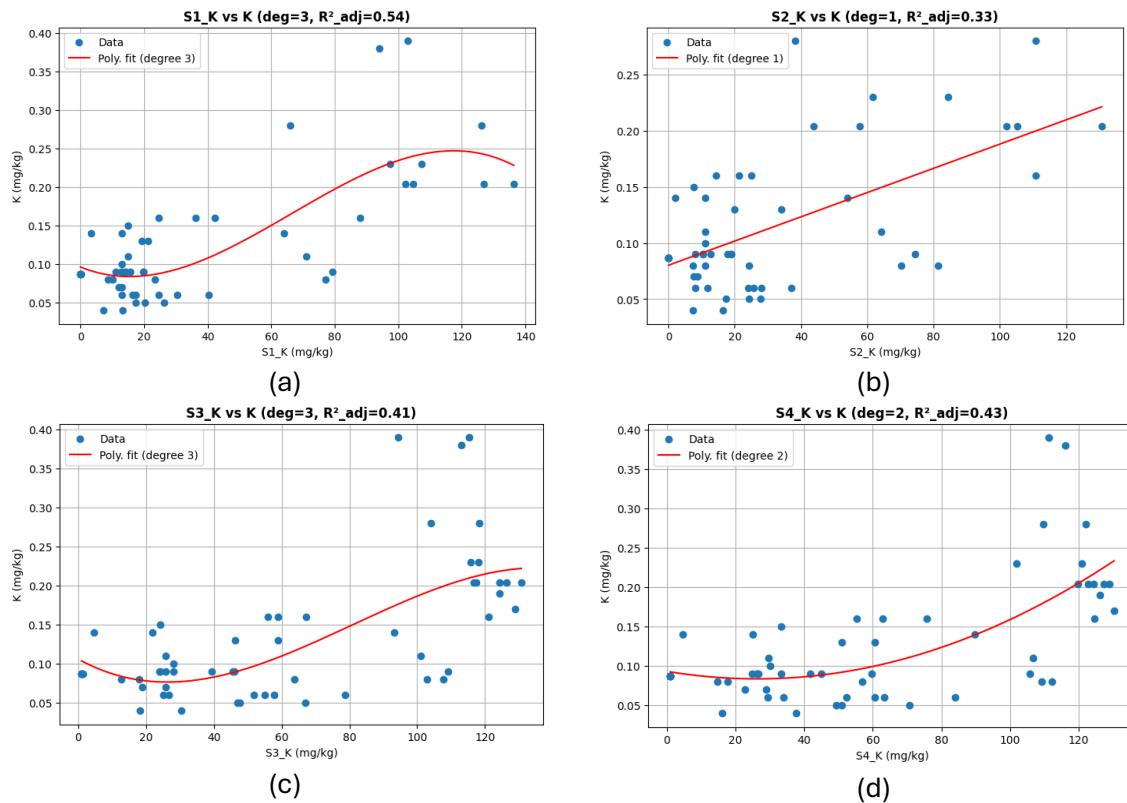 S1_K vs K (deg=3, R²_adj=0.54)
Data
Poly. fit (degree 3)
0.40
0.35
0.30
0.25
0.20
0.15
0.10
0.05
K (mg/kg)
0 20 40 60 80 100 120 140
S1_K (mg/kg)
(a)
S2_K vs K (deg=1, R²_adj=0.33)
Data
Poly. fit (degree 1)
0.25
0.20
0.15
0.10
0.05
K (mg/kg)
0 20 40 60 80 100 120
S2_K (mg/kg)
(b)
S3_K vs K (deg=3, R²_adj=0.41)
Data
Poly. fit (degree 3)
0.40
0.35
0.30
0.25
0.20
0.15
0.10
0.05
K (mg/kg)
0 20 40 60 80 100 120
S3_K (mg/kg)
(c)
S4_K vs K (deg=2, R²_adj=0.43)
Data
Poly. fit (degree 2)
0.40
0.35
0.30
0.25
0.20
0.15
0.10
0.05
K (mg/kg)
0 20 40 60 80 100 120
S4_K (mg/kg)
(d)